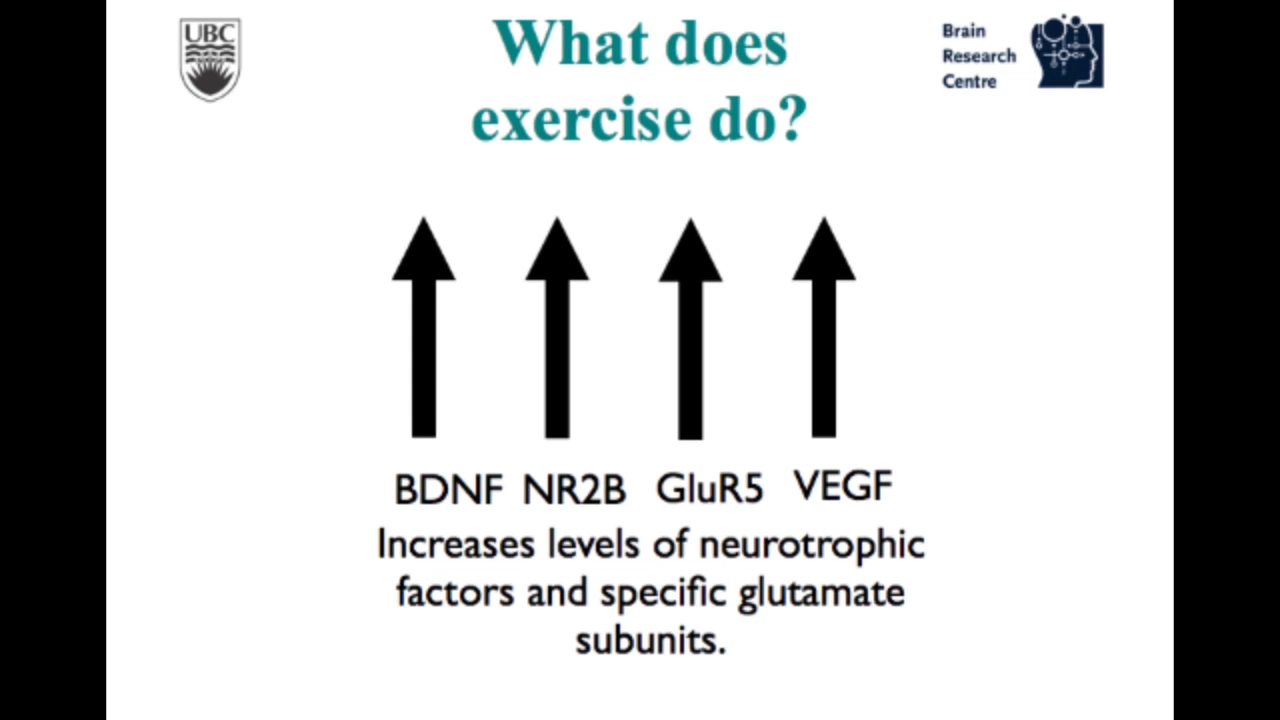 UBC
What does
exercise do?
Brain
Research
Centre
BDNF NR2B GluR5 VEGF
Increases levels of neurotrophic
factors and specific glutamate
subunits.